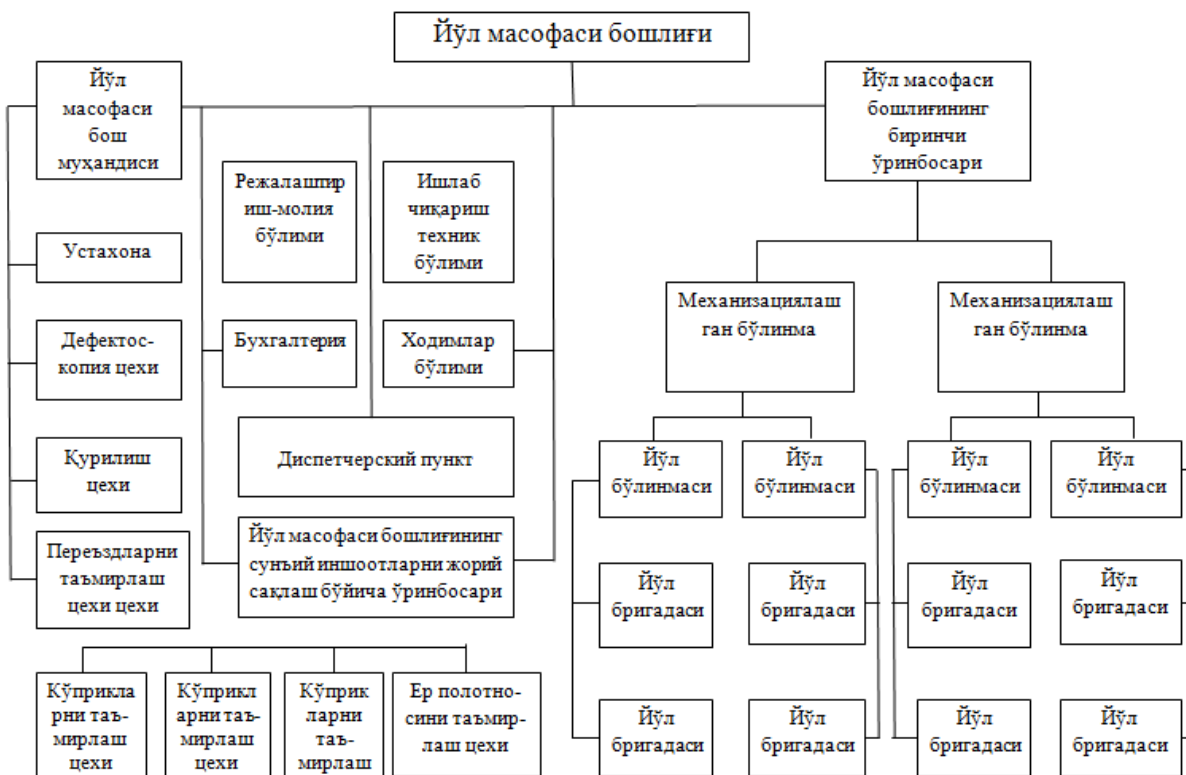 Йўл масофаси бошлиғи
Йўл
масофаси
бош
муҳандиси
Йўл масофаси
бошлиғининг
биринчи
ўринбосари
Режалаштир
иш-молия
бўлими
Ишлаб
чиқариш
техник
бўлими
Устахона
Дефектос-
копия цехи
Бухгалтерия
Ходимлар
бўлими
Механизациялаш
ган бўлинма
Механизациялаш
ган бўлинма
Қурилиш
цехи
Диспетчерский пункт
Йўл
бўлинмаси
Йўл
бўлинмаси
Йўл
бўлинмаси
Йўл
бўлинмаси
Переъздларни
таъмирлаш
цехи цехи
Йўл масофаси бошлиғининг
сунъий иншоотларни жорий
сақлаш бўйича ўринбосари
Йўл
бригадаси
Йўл
бригадаси
Йўл
бригадаси
Йўл
бригадаси
Кўприкла
рни таъ-
мирлаш
цехи
Кўприкл
арни таъ-
мирлаш
цехи
Кўприк
ларни
таъ-
мирлаш
Ер полотно-
сини таъмир-
лаш цехи
Йўл
бригадаси
Йўл
бригадаси
Йўл
бригадаси
Йўл
бригадаси